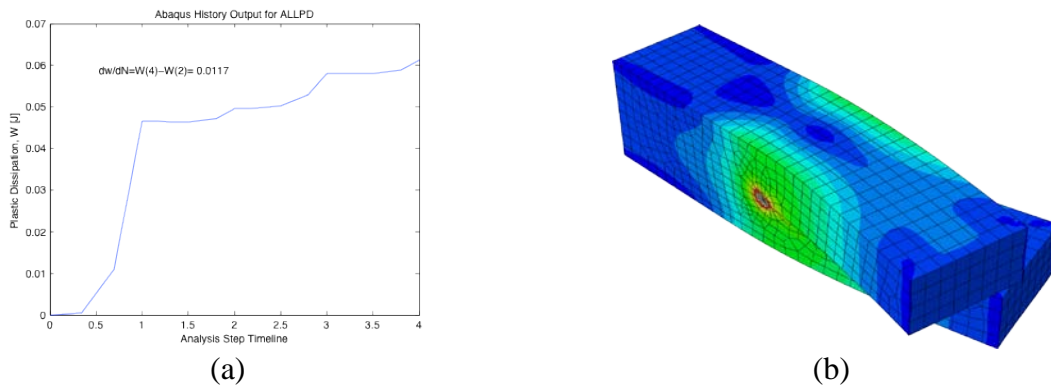 Abaqus History Output for ALLPD
0.07
0.06
0.05
0.04
0.03
0.02
0.01
0
Plastic Dissipation, W [J]
dw/dN=W(4)−W(2)= 0.0117
0 0.5 1 1.5 2 2.5 3 3.5 4
Analysis Step Timeline
(a) (b)